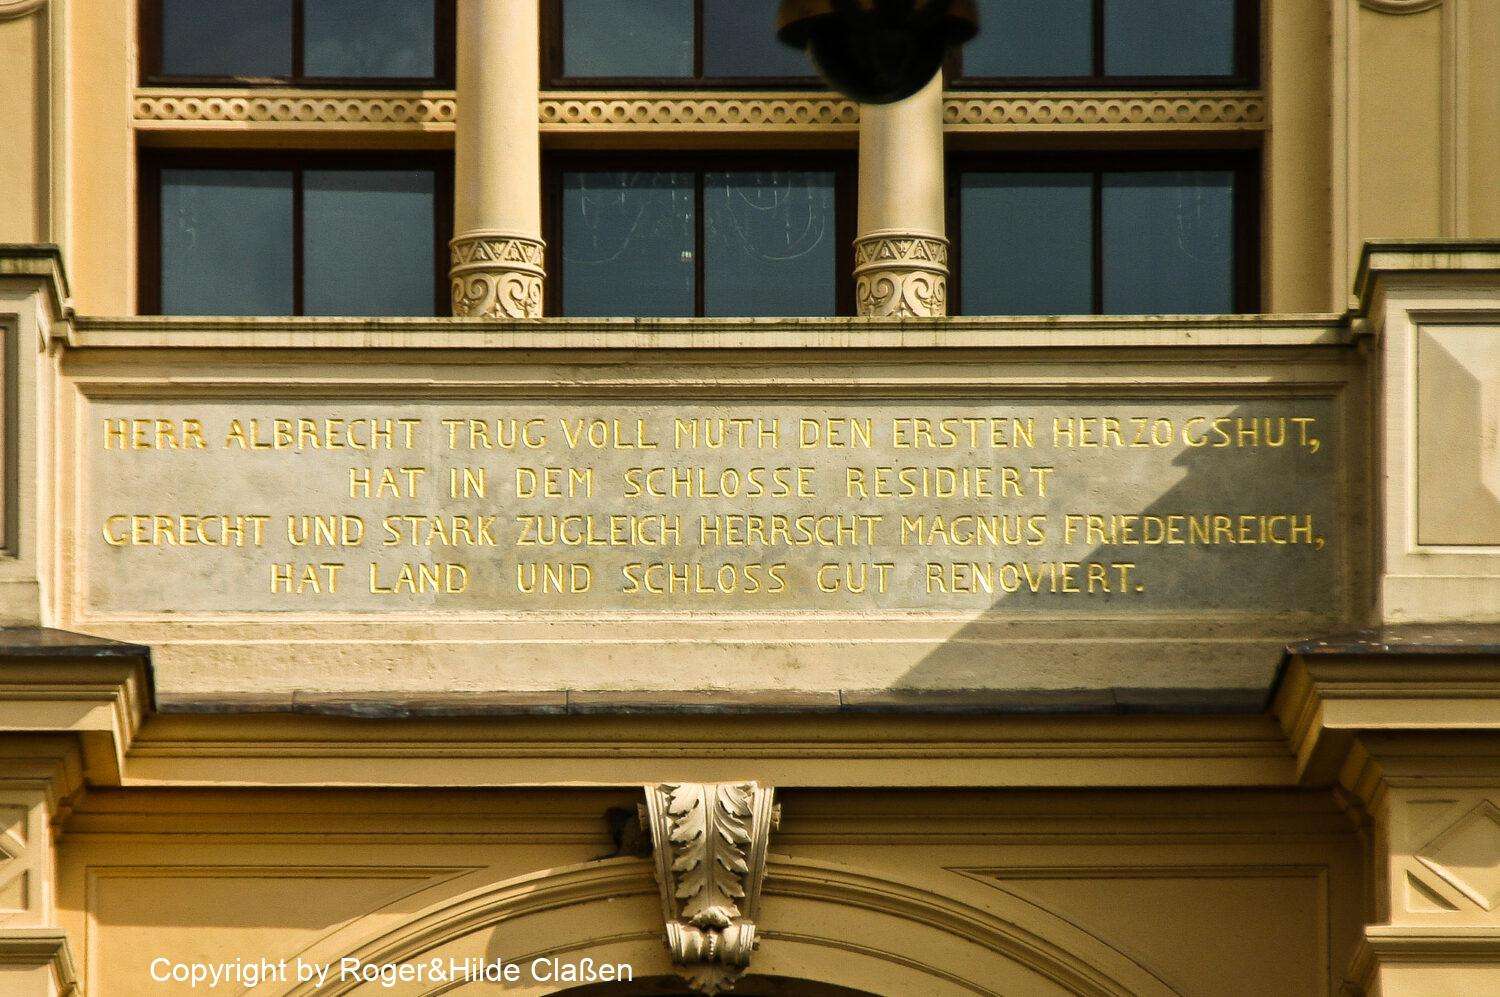 HERR ALBRECHT TRUG VOLL MUTH DEN ERSTEN HERZOGSHUT,
HAT IN DEM SCHLOSSE RESIDIERT
GERECHT UND STARK ZUGLEICH HERRSCHT MAGNUS FRIEDENREICH,
HAT LAND UND SCHLOSS GUT RENOVIERT.
Copyright by Roger&Hilde Claßen